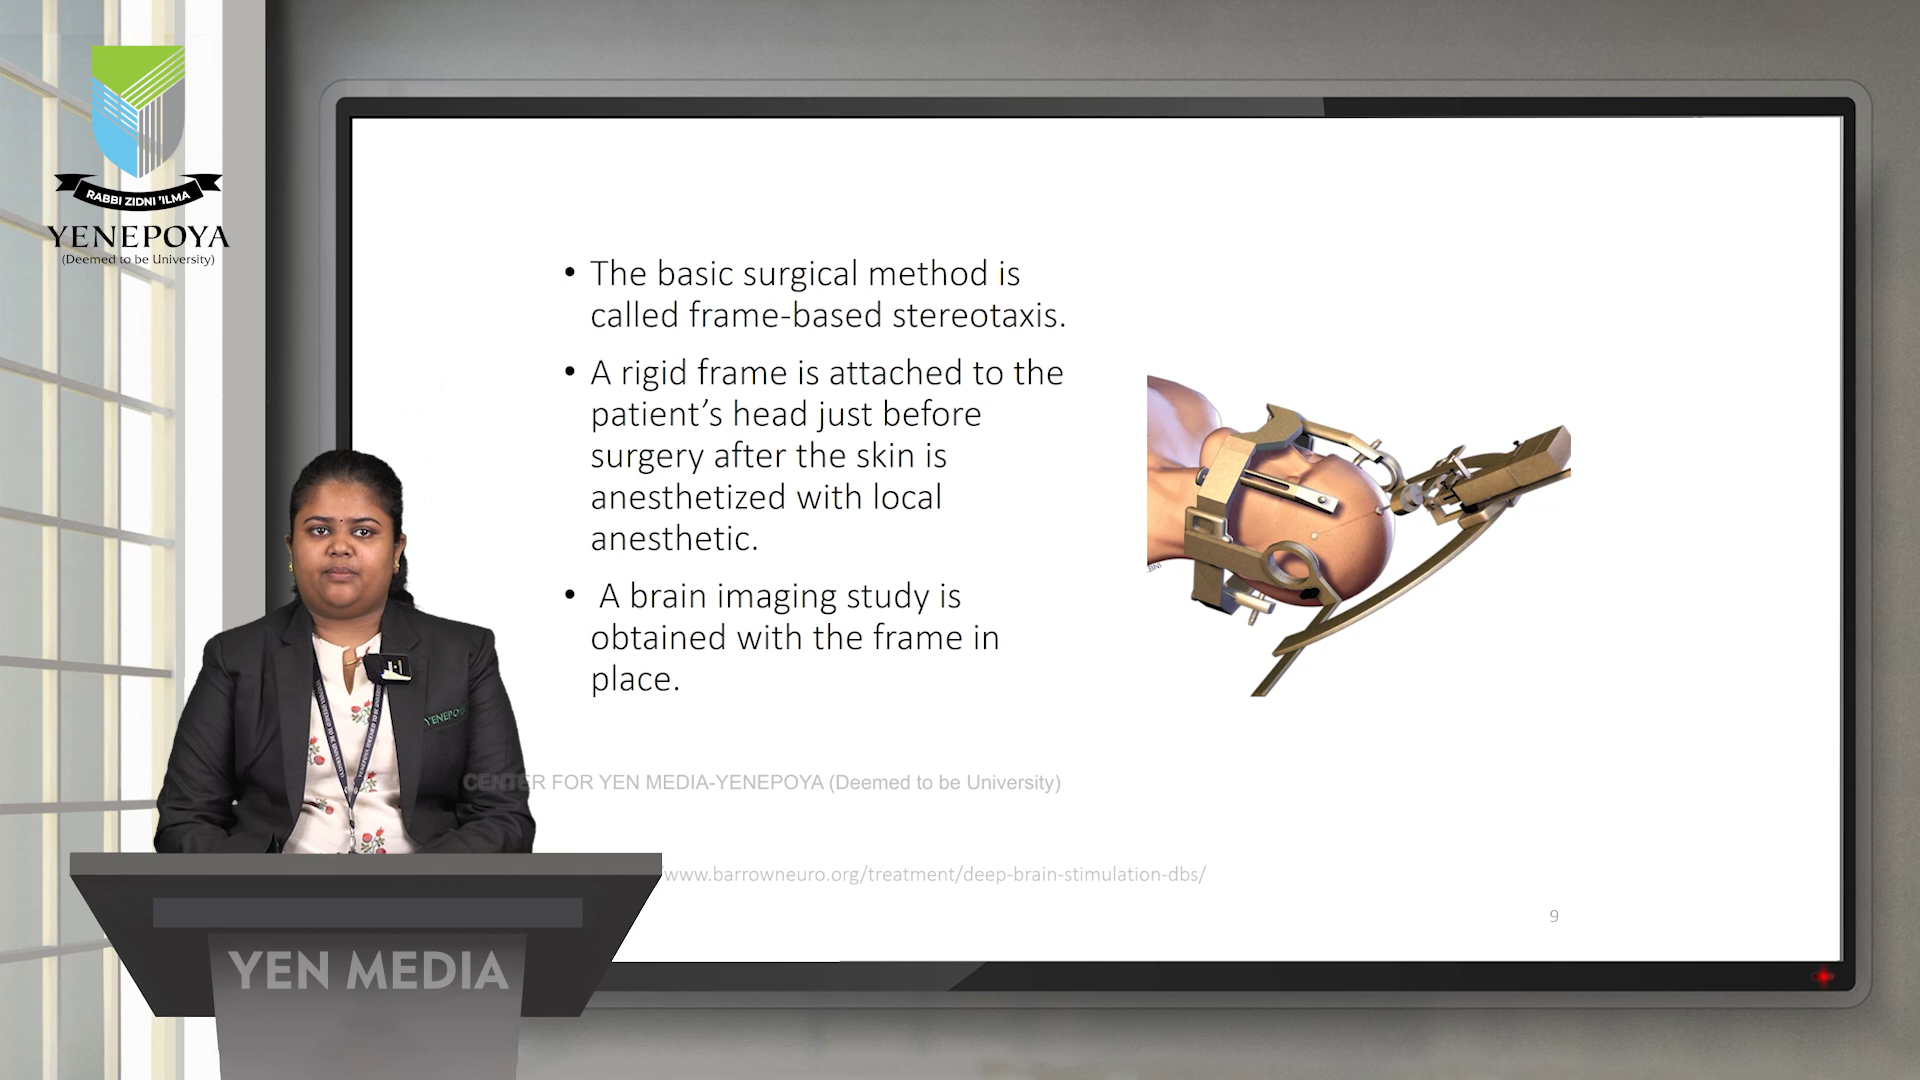 RABBI ZIDNI 'ILMA
YENEPOYA
(Deemed to be University)
• The basic surgical method is
called frame-based stereotaxis.
• A rigid frame is attached to the
patient's head just before
surgery after the skin is
anesthetized with local
anesthetic.
• A brain imaging study is
obtained with the frame in
place.
BNI
YENEPOYA
CENTER FOR YEN MEDIA-YENEPOYA (Deemed to be University)
www.barrowneuro.org/treatment/deep-brain-stimulation-dbs/
9
YEN MEDIA